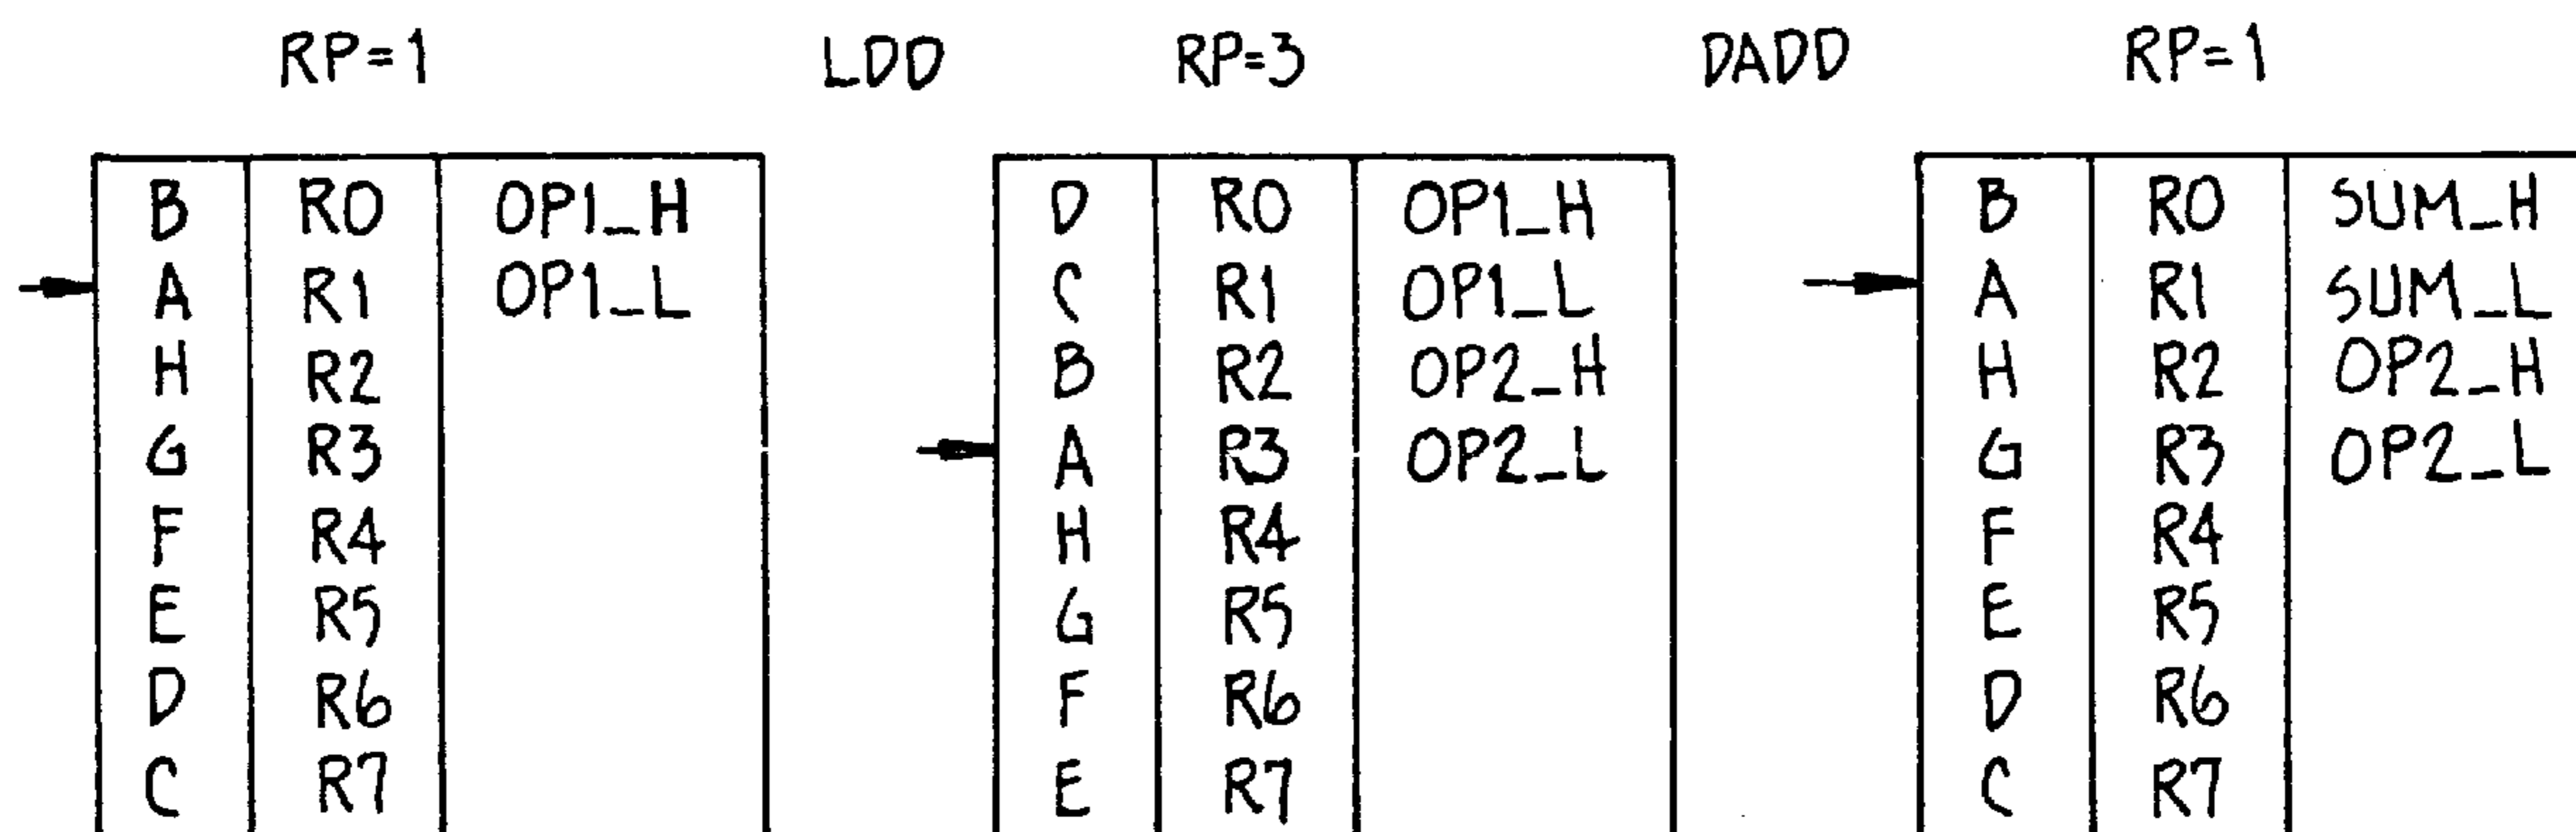 RP=1 LDD RP=3 DADD RP=1
B R0 OP1_H D R0 OP1_H B R0 SUM_H
A R1 OP1_L C R1 OP1_L A R1 SUM_L
H R2 B R2 OP2_H H R2 OP2_H
G R3 A R3 OP2_L G R3 OP2_L
F R4 H R4 F R4
E R5 G R5 E R5
D R6 F R6 D R6
C R7 E R7 C R7